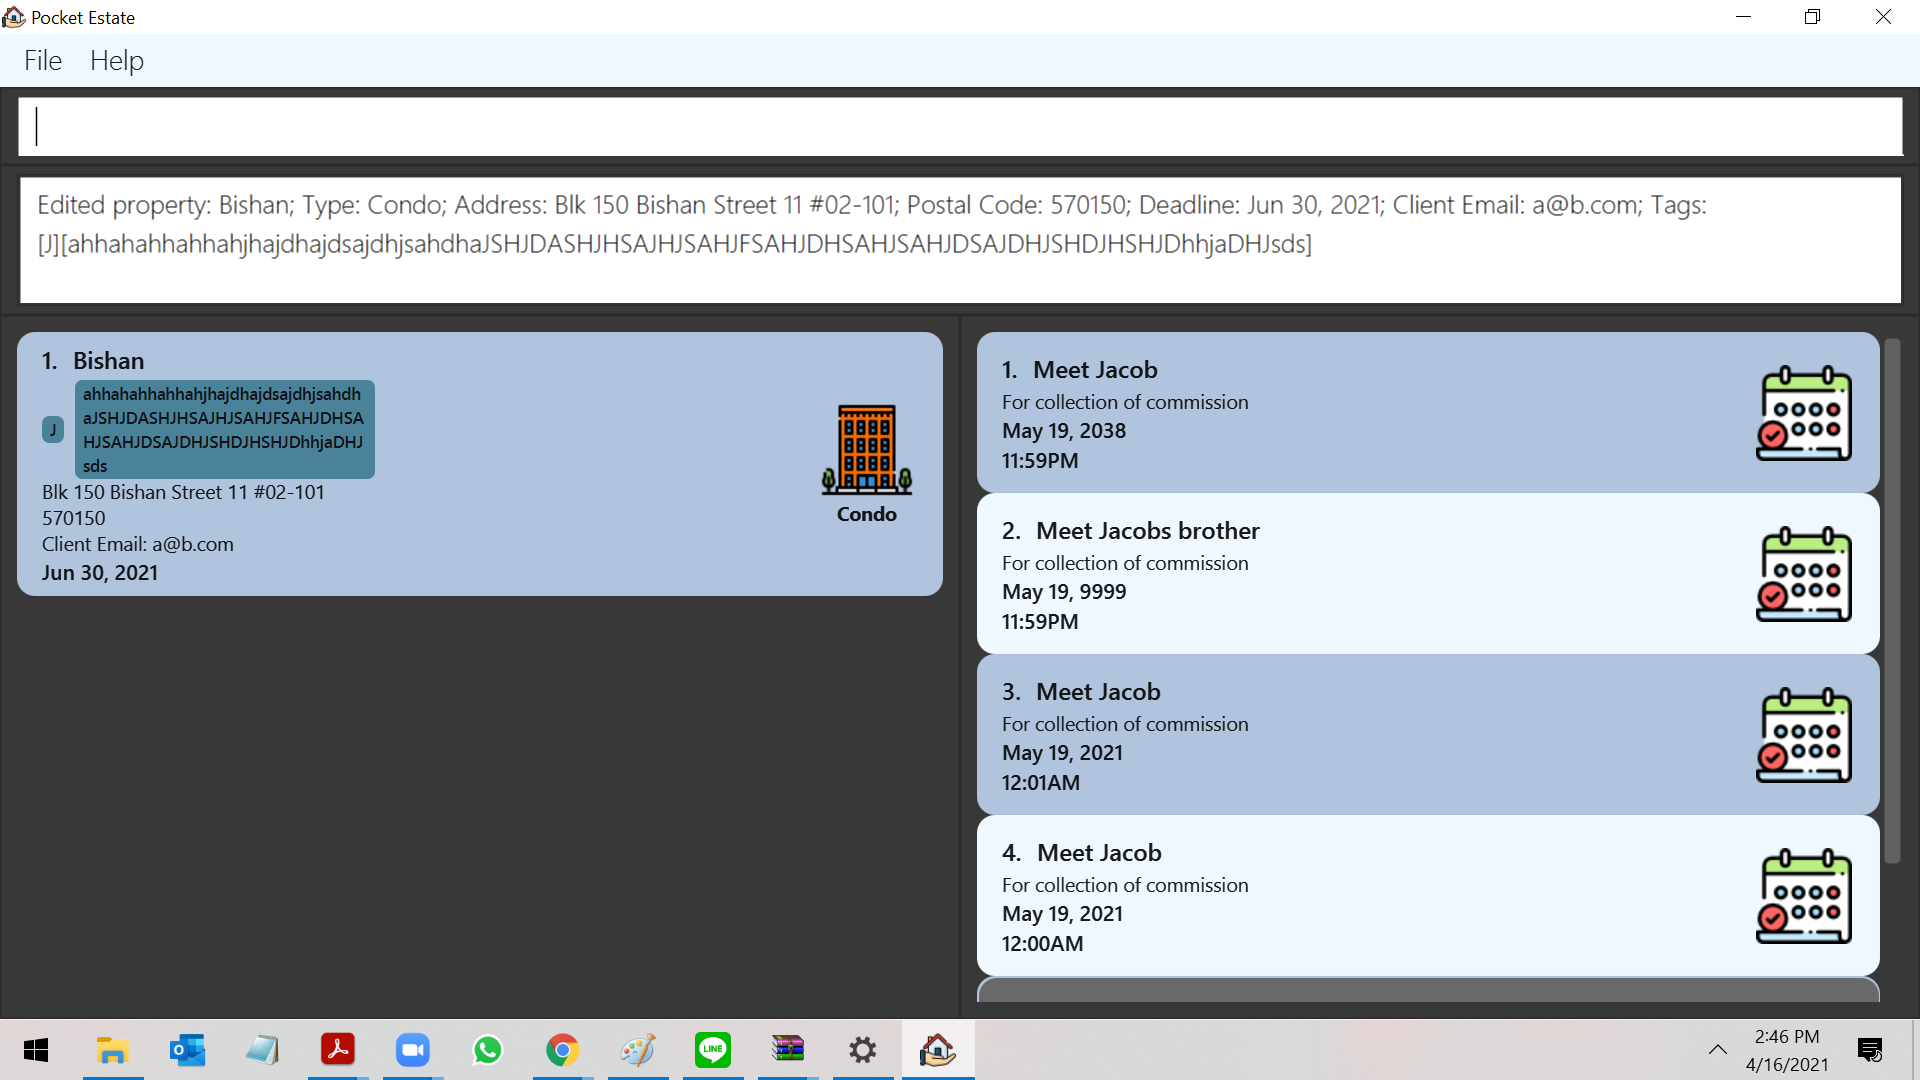 Pocket Estate
File Help
Edited property: Bishan; Type: Condo; Address: Blk 150 Bishan Street 11 #02-101; Postal Code: 570150; Deadline: Jun 30, 2021; Client Email: a@b.com; Tags:
[J][ahhahahhahhahjhajdhajdsajdhjsahdhaJSHJDASHJHSAJHJSAHJFSAHJDHSAHJSAHJDSAJDHJSHDJHSHJDhhjaDHJsds]
1. Bishan
J
ahhahahhahhahjhajdhajdsajdhjsahdh
aJSHJDASHJHSAJHJSAHJFSAHJDHSA
HJSAHJDSAJDHJSHDJHSHJDhhjaDHJ
sds
Blk 150 Bishan Street 11 #02-101
570150
Client Email: a@b.com
Jun 30, 2021
Condo
1. Meet Jacob
For collection of commission
May 19, 2038
11:59PM
2. Meet Jacobs brother
For collection of commission
May 19, 9999
11:59PM
3. Meet Jacob
For collection of commission
May 19, 2021
12:01AM
4. Meet Jacob
For collection of commission
May 19, 2021
12:00AM
LINE
2:46 PM
4/16/2021